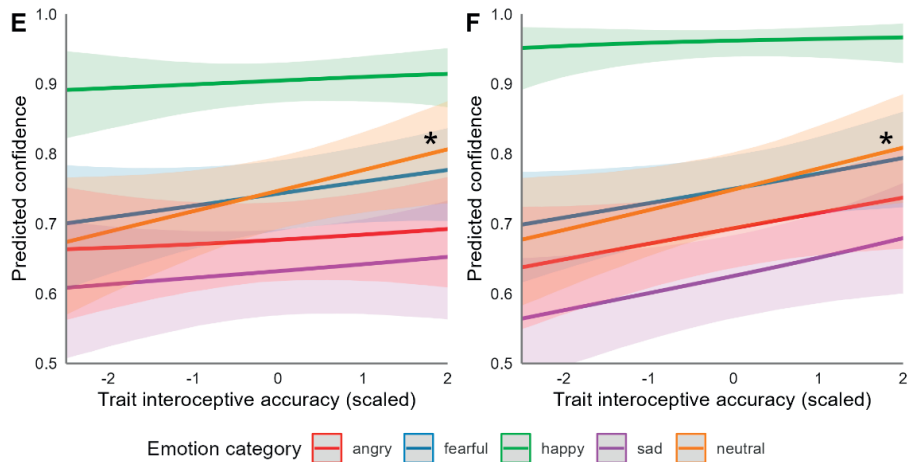 E
1.0
0.9
0.8
0.7
0.6
0.5
Predicted confidence
*
-2 -1 0 1 2
Trait interoceptive accuracy (scaled)
F
1.0
0.9
0.8
0.7
0.6
0.5
Predicted confidence
*
-2 -1 0 1 2
Trait interoceptive accuracy (scaled)
Emotion category angry fearful happy sad neutral